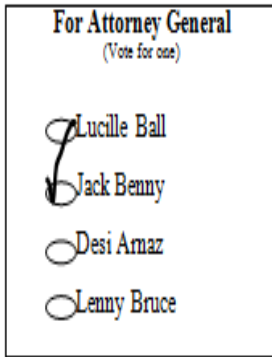 For Attorney General
(Vote for one)
Lucille Ball
Jack Benny
Desi Arnaz
Lenny Bruce